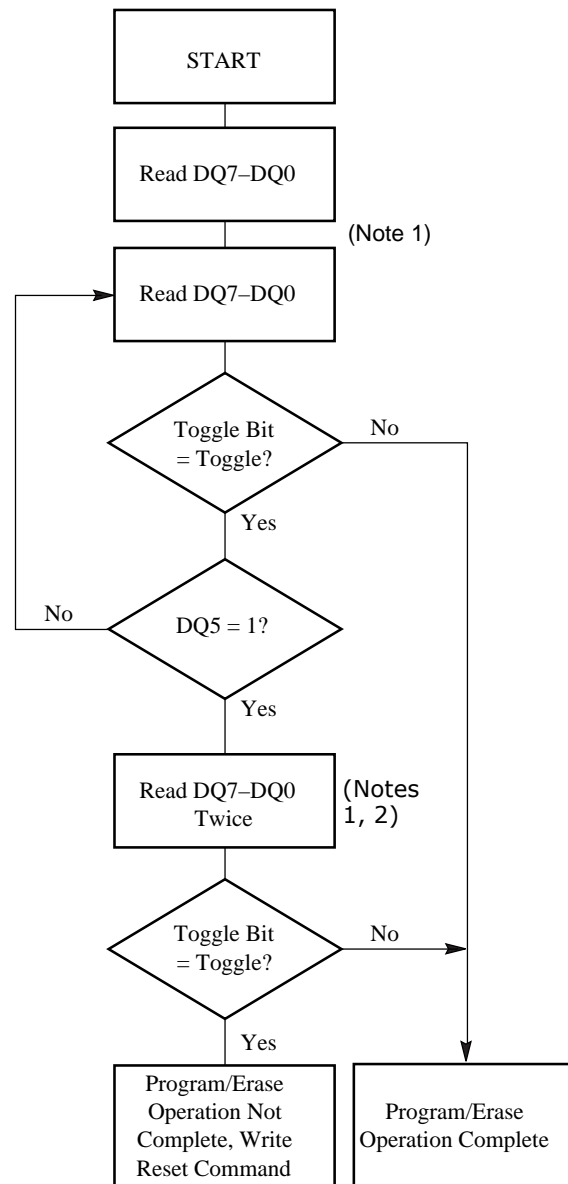 START
Read DQ7–DQ0
(Note 1)
Read DQ7–DQ0
Toggle Bit
= Toggle?
No
Yes
No
DQ5 = 1?
Yes
Read DQ7–DQ0
Twice
(Notes
1, 2)
Toggle Bit
= Toggle?
No
Yes
Program/Erase
Operation Not
Complete, Write
Reset Command
Program/Erase
Operation Complete